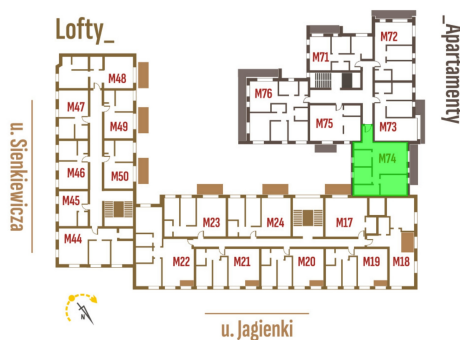 Lofty_
_Apartamenty
u. Sienkiewicza
u. Jagienki
M72
M71
M76
M75
M73
M74
M48
M47
M49
M46
M50
M45
M44
M23
M24
M17
M22
M21
M20
M19
M18